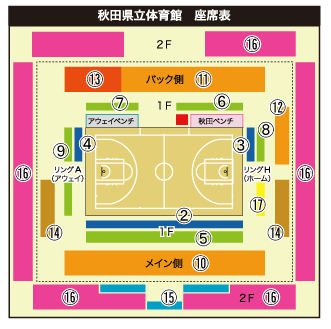 秋田県立体育館　座席表
２Ｆ
⑯
⑬
バック側 ⑪
⑦
１Ｆ
⑥
⑫
アウェイベンチ
秋田ベンチ
④
③
⑧
⑨
リングＡ
（アウェイ）
リングＨ
（ホーム）
⑯
⑯
⑰
②
⑭
１Ｆ
⑤
⑭
メイン側 ⑩
⑯
⑮
２Ｆ
⑯